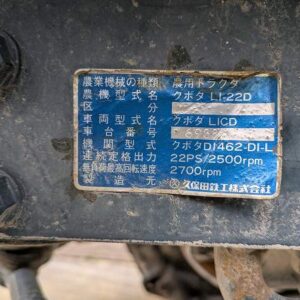 農業機械の種類 農用トラクタ
農機型式名 クボタ L1-22D
区分
車両型式名 クボタ L1CD
車台番号
機関型式 クボタD1462-DI-L
連続定格出力 22PS/2500rpm
無負荷最高回転速度 2700rpm
製造元 久保田鉄工株式会社